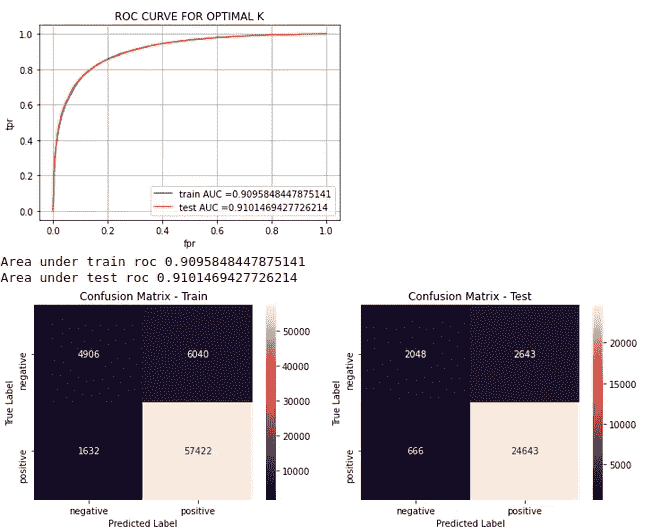 ROC CURVE FOR OPTIMAL K
1.0
0.8
0.6
0.4
0.2
0.0
tpr
train AUC =0.9095848447875141
test AUC =0.9101469427726214
0.0 0.2 0.4 0.6 0.8 1.0
fpr
Area under train roc 0.9095848447875141
Area under test roc 0.9101469427726214
Confusion Matrix - Train
True Label
negative
positive
4906 6040
1632 57422
negative positive
Predicted Label
50000
40000
30000
20000
10000
Confusion Matrix - Test
True Label
negative
positive
2048 2643
666 24643
negative positive
Predicted Label
20000
15000
10000
5000